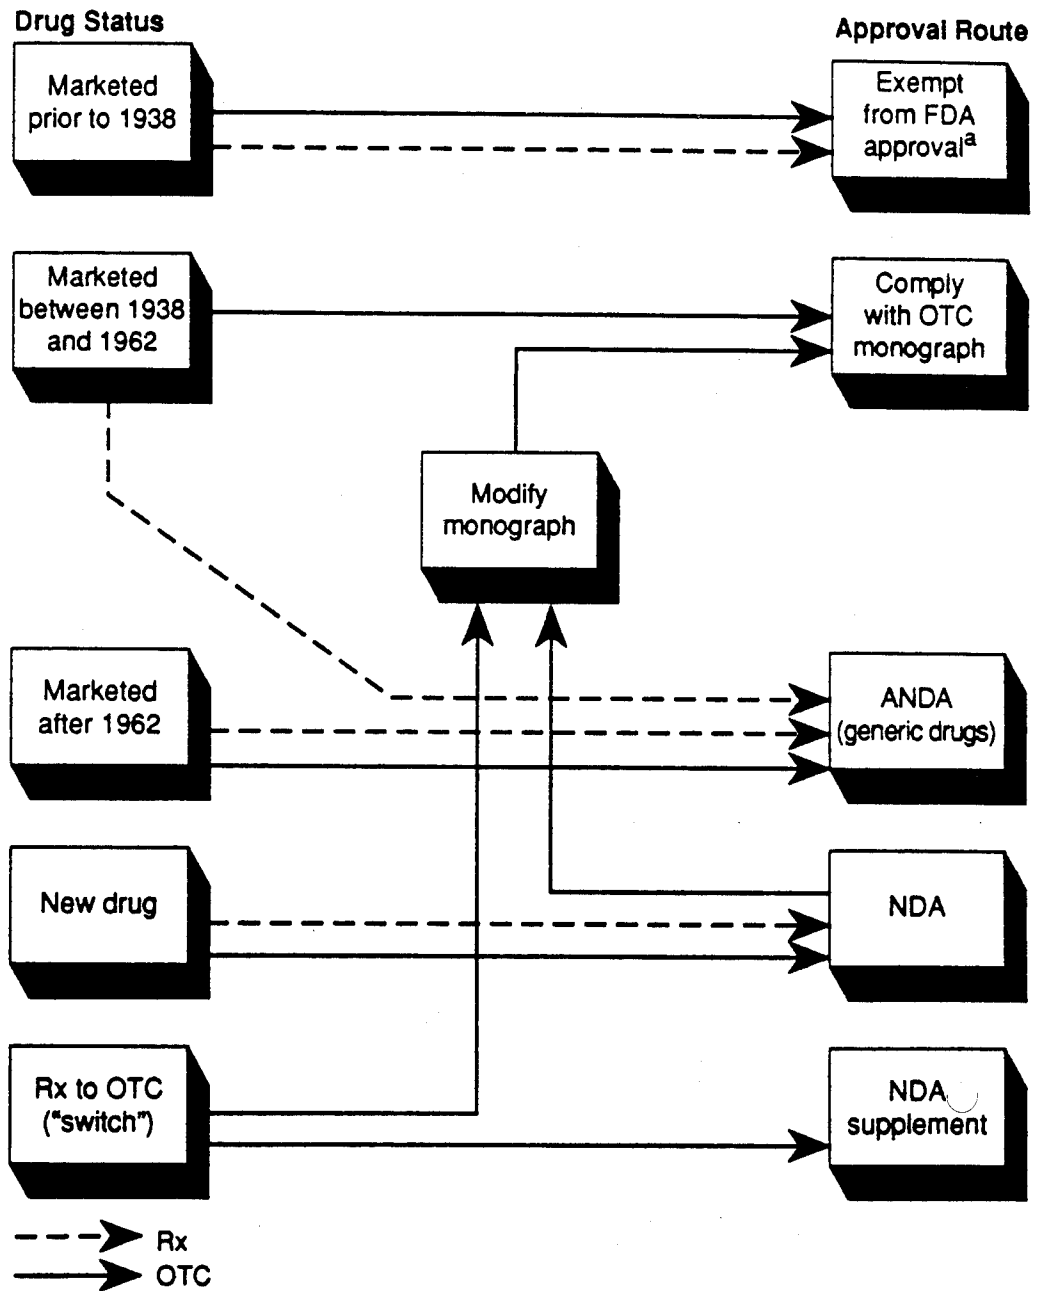 Drug Status
Approval Route
Marketed
prior to 1938
Exempt
from FDA
approvalᵃ
Marketed
between 1938
and 1962
Comply
with OTC
monograph
Modify
monograph
Marketed
after 1962
ANDA
(generic drugs)
New drug
NDA
Rx to OTC
("switch")
NDA
supplement
Rx
OTC